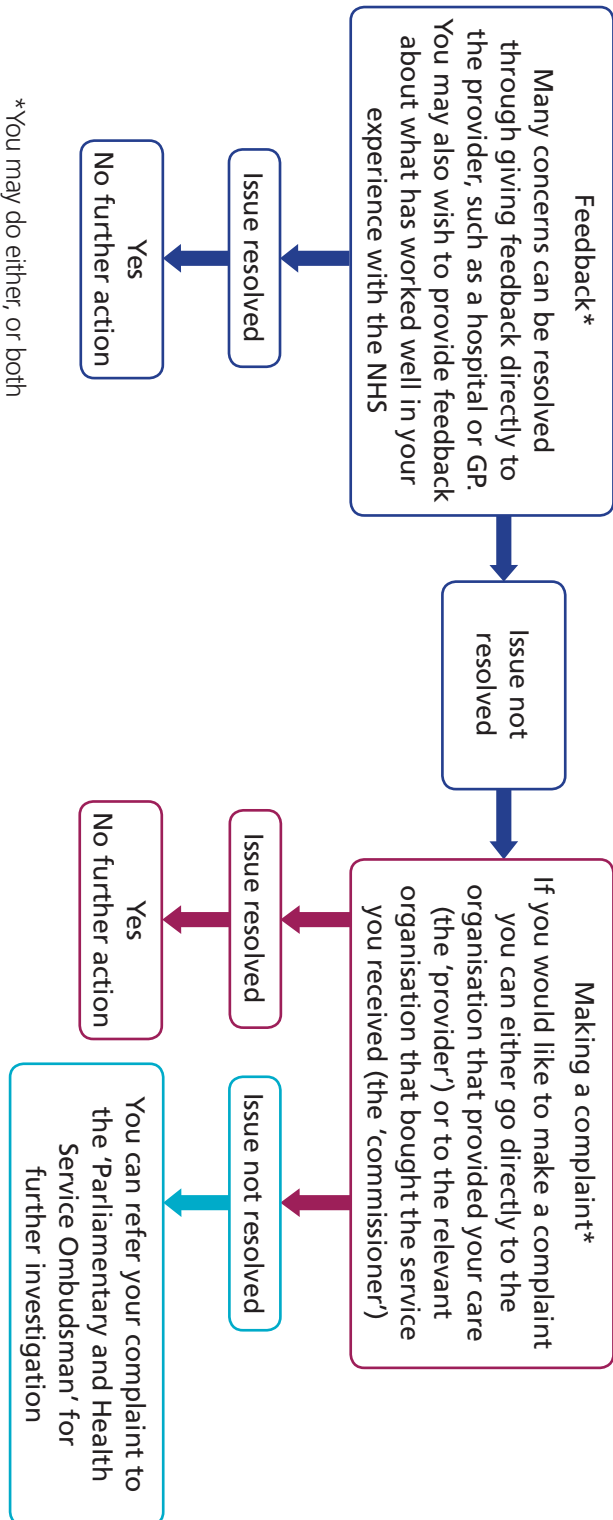 Feedback*
Many concerns can be resolved
through giving feedback directly to
the provider, such as a hospital or GP.
You may also wish to provide feedback
about what has worked well in your
experience with the NHS
Issue resolved
Yes
No further action
Issue not
resolved
Making a complaint*
If you would like to make a complaint
you can either go directly to the
organisation that provided your care
(the ‘provider’) or to the relevant
organisation that bought the service
you received (the ‘commissioner’)
Issue resolved
Yes
No further action
Issue not resolved
You can refer your complaint to
the ‘Parliamentary and Health
Service Ombudsman’ for
further investigation
*You may do either, or both